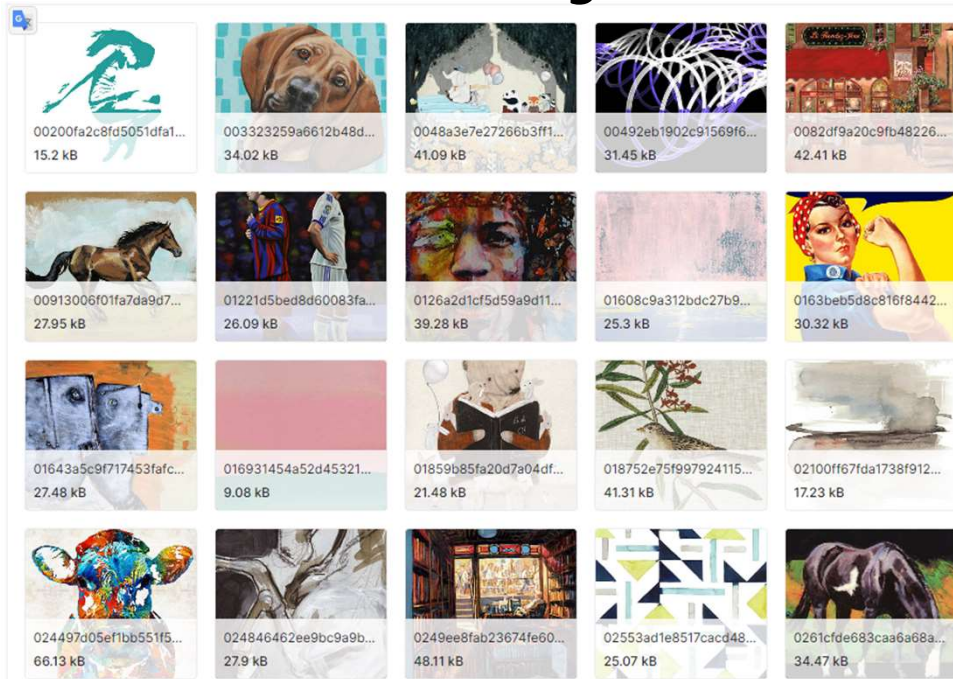 g
Le Rendez-Vous
00200fa2c8fd5051dfa1...
15.2 kB
003323259a6612b48d...
34.02 kB
0048a3e7e27266b3ff1...
41.09 kB
00492eb1902c91569f6...
31.45 kB
0082df9a20c9fb48226...
42.41 kB
00913006f01fa7da9d7...
27.95 kB
01221d5bed8d60083fa...
26.09 kB
0126a2d1cf5d59a9d11...
39.28 kB
01608c9a312bdc27b9...
25.3 kB
0163beb5d8c816f8442...
30.32 kB
01643a5c9f717453fafc...
27.48 kB
016931454a52d45321...
9.08 kB
01859b85fa20d7a04df...
21.48 kB
018752e75f997924115...
41.31 kB
02100ff67fda1738f912...
17.23 kB
024497d05ef1bb551f5...
66.13 kB
024846462ee9bc9a9b...
27.9 kB
0249ee8fab23674fe60...
48.11 kB
02553ad1e8517cacd48...
25.07 kB
0261cfde683caa6a68a...
34.47 kB